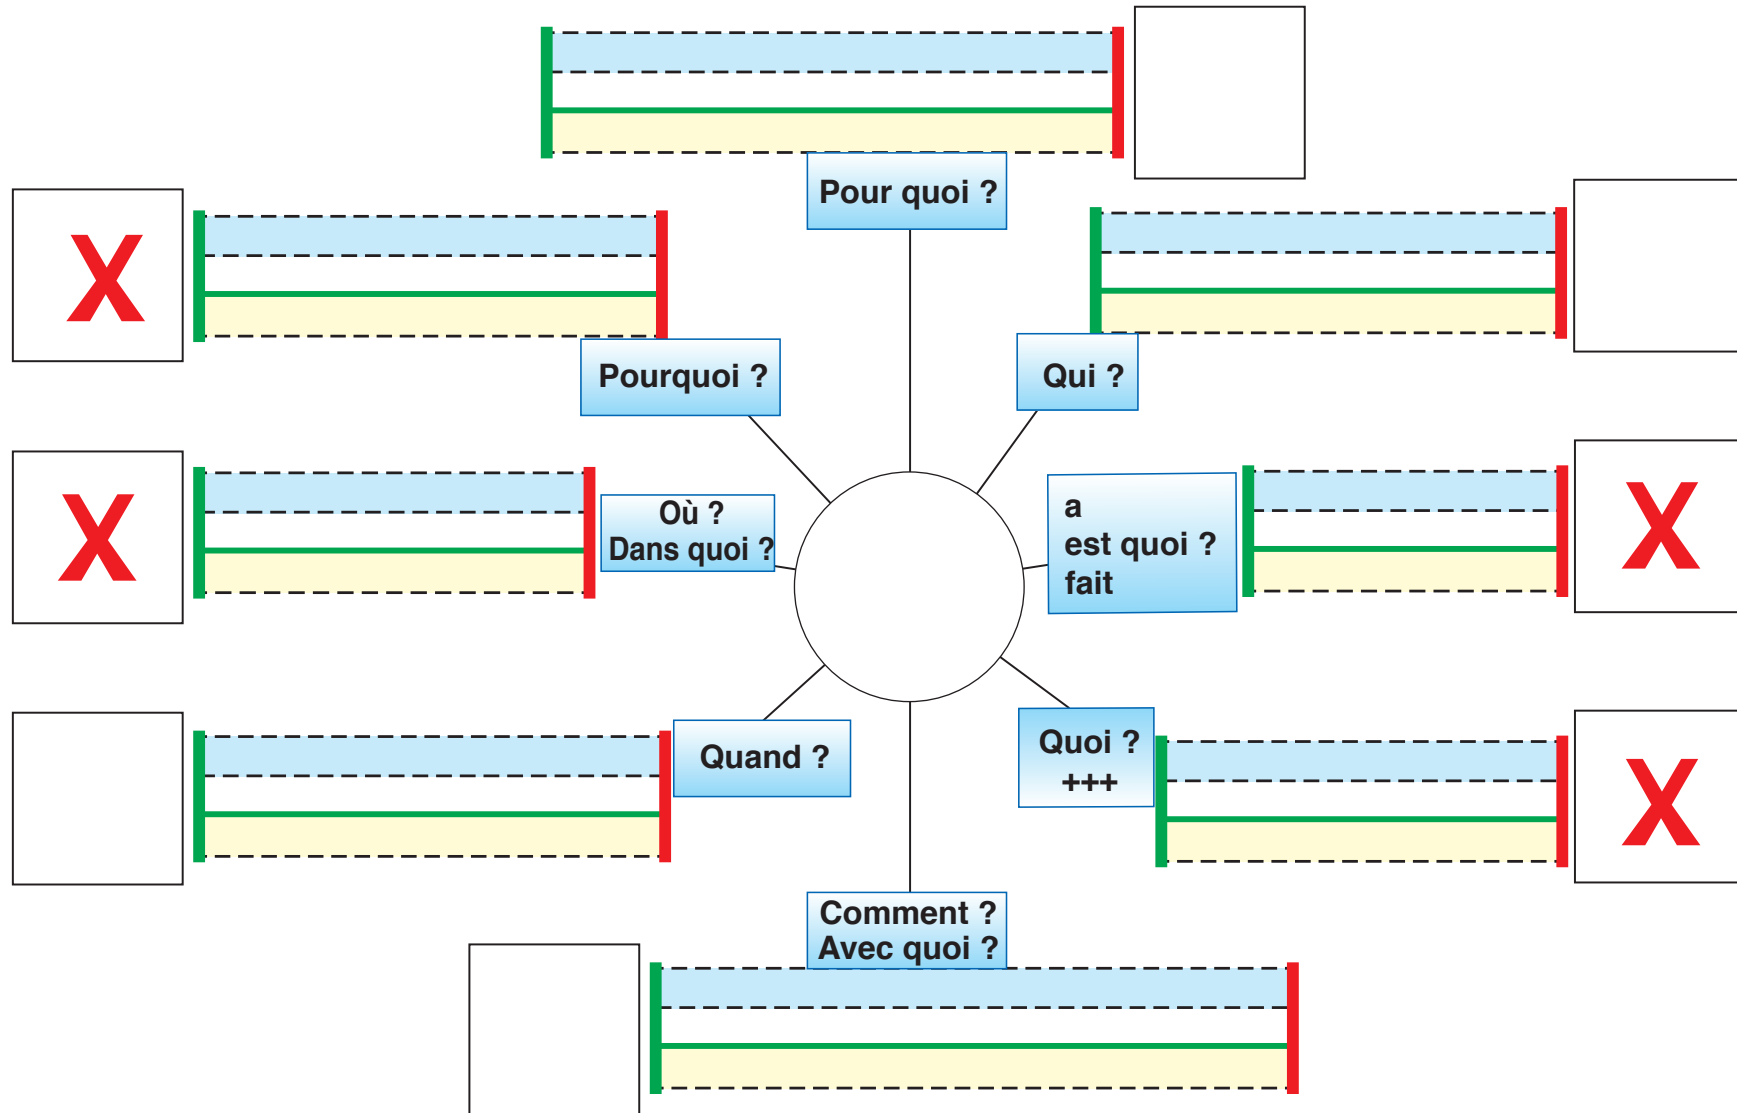 Pour quoi ?
X
Pourquoi ?
Qui ?
X
Où ?
Dans quoi ?
a
est quoi ?
fait
X
Quand ?
Quoi ?
+++
X
Comment ?
Avec quoi ?